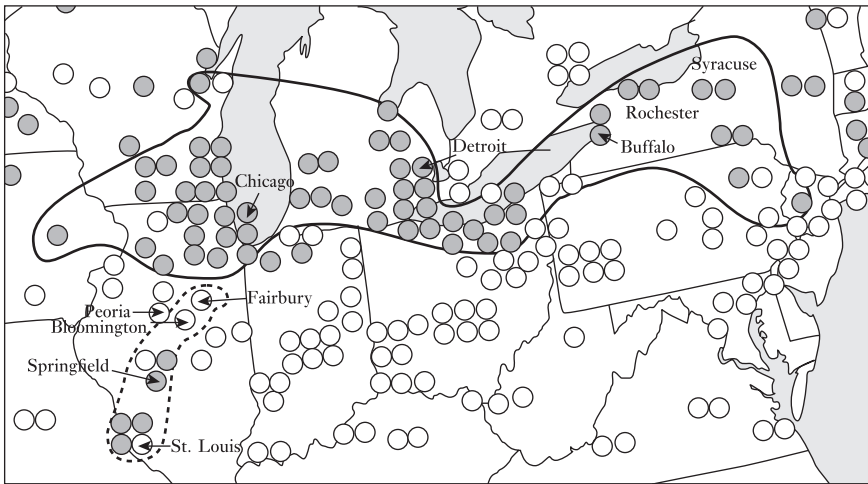 Syracuse
Rochester
Detroit
Buffalo
Chicago
Fairbury
Peoria
Bloomington
Springfield
St. Louis